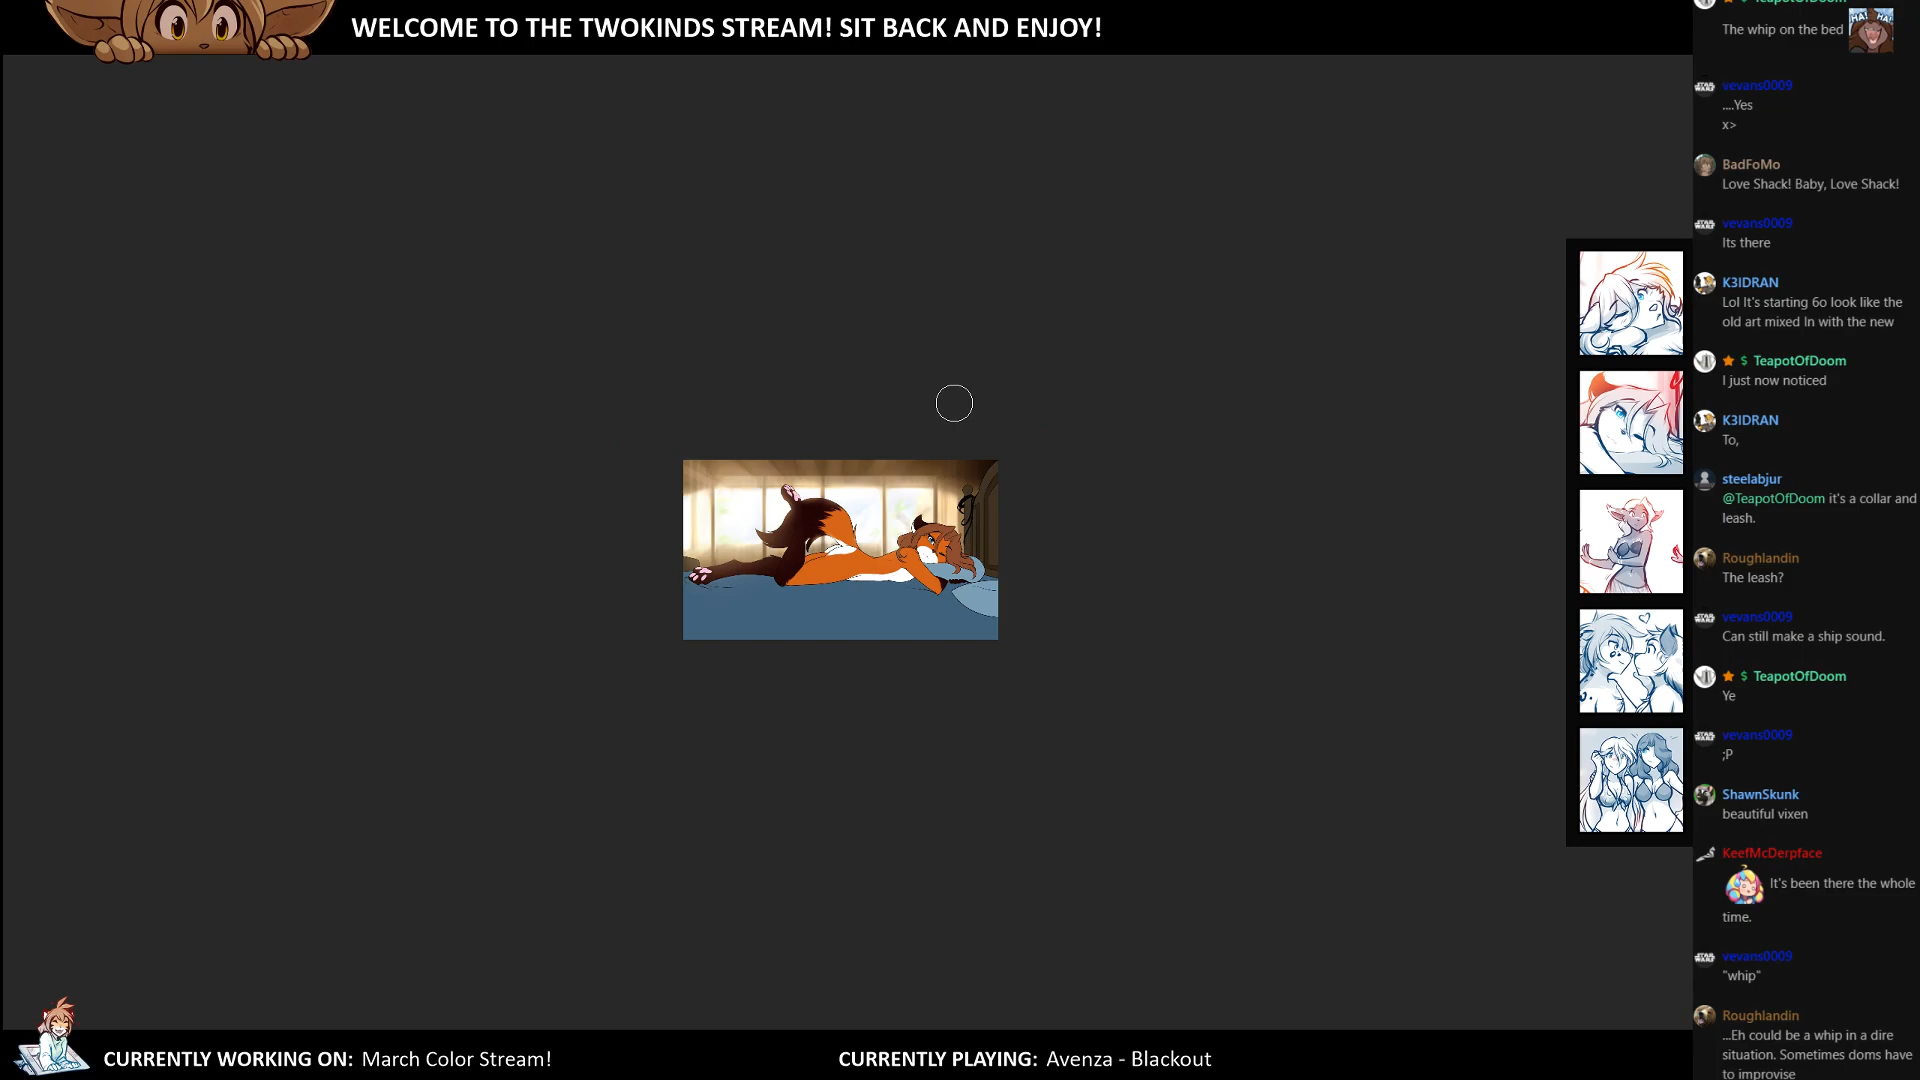 WELCOME TO THE TWOKINDS STREAM! SIT BACK AND ENJOY!
TeapotOfDoom
The whip on the bed
HA! HA!
vevans0009
....Yes
x>
BadFoMo
Love Shack! Baby, Love Shack!
vevans0009
Its there
K3IDRAN
Lol It's starting 6o look like the
old art mixed In with the new
$ TeapotOfDoom
I just now noticed
K3IDRAN
To,
steelabjur
@TeapotOfDoom it's a collar and
leash.
Roughlandin
The leash?
vevans0009
Can still make a ship sound.
$ TeapotOfDoom
Ye
vevans0009
;P
ShawnSkunk
beautiful vixen
KeefMcDerpface
It's been there the whole
time.
vevans0009
"whip"
Roughlandin
...Eh could be a whip in a dire
situation. Sometimes doms have
to improvise
CURRENTLY WORKING ON: March Color Stream!
CURRENTLY PLAYING: Avenza - Blackout